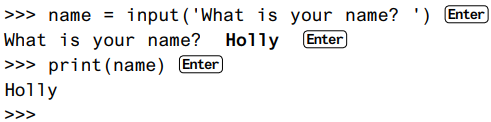 >>> name = input('What is your name? ') Enter
What is your name? Holly Enter
>>> print(name) Enter
Holly
>>>